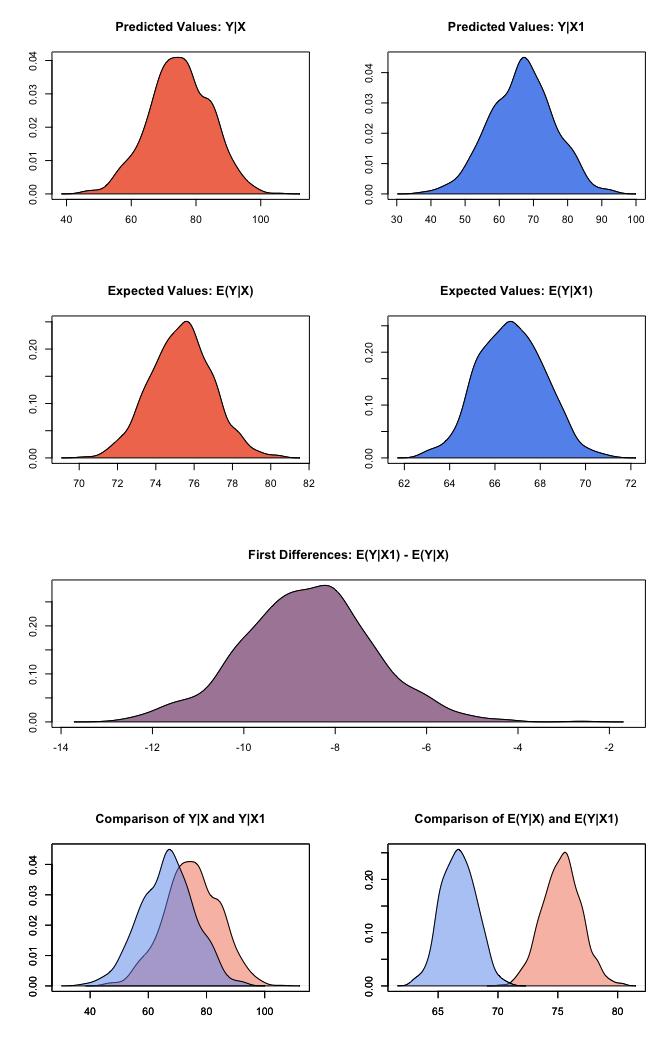 Predicted Values: Y|X
Predicted Values: Y|X1
0.00 0.01 0.02 0.03 0.04
40 60 80 100
0.00 0.01 0.02 0.03 0.04
30 40 50 60 70 80 90 100
Expected Values: E(Y|X)
Expected Values: E(Y|X1)
0.00 0.10 0.20
70 72 74 76 78 80 82
0.00 0.10 0.20
62 64 66 68 70 72
First Differences: E(Y|X1) - E(Y|X)
0.00 0.10 0.20
-14 -12 -10 -8 -6 -4 -2
Comparison of Y|X and Y|X1
Comparison of E(Y|X) and E(Y|X1)
0.00 0.01 0.02 0.03 0.04
40 60 80 100
0.00 0.10 0.20
65 70 75 80